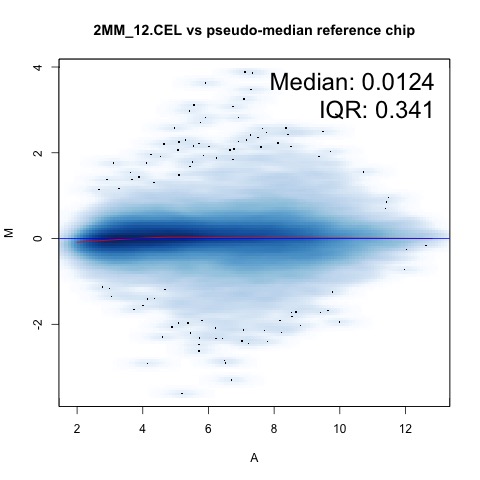 2MM_12.CEL vs pseudo-median reference chip
Median: 0.0124
IQR: 0.341
4
2
0
-2
M
2 4 6 8 10 12
A